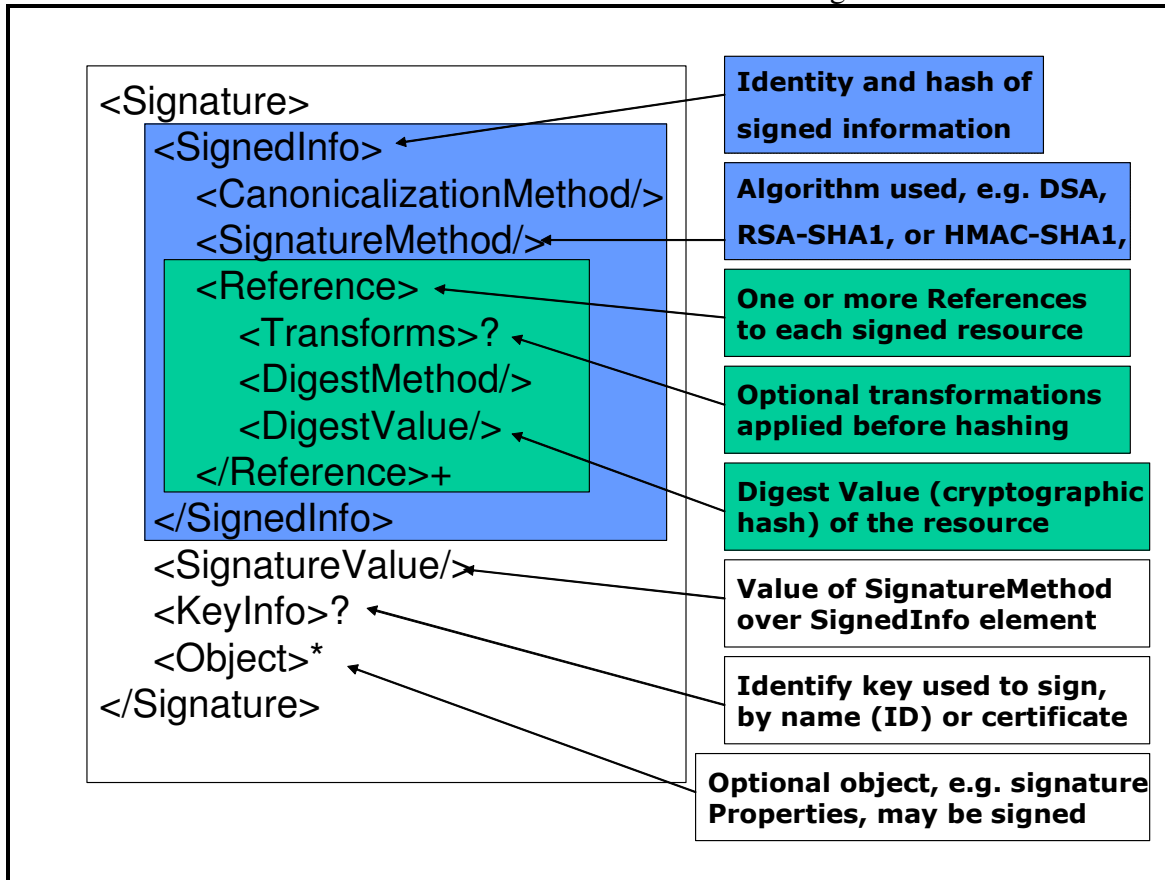 <Signature>
<SignedInfo>
<CanonicalizationMethod/>
<SignatureMethod/>
<Reference>
<Transforms>?
<DigestMethod/>
<DigestValue/>
</Reference>+
</SignedInfo>
<SignatureValue/>
<KeyInfo>?
<Object>*
</Signature>
Identity and hash of
signed information
Algorithm used, e.g. DSA,
RSA-SHA1, or HMAC-SHA1,
One or more References
to each signed resource
Optional transformations
applied before hashing
Digest Value (cryptographic
hash) of the resource
Value of SignatureMethod
over SignedInfo element
Identify key used to sign,
by name (ID) or certificate
Optional object, e.g. signature
Properties, may be signed